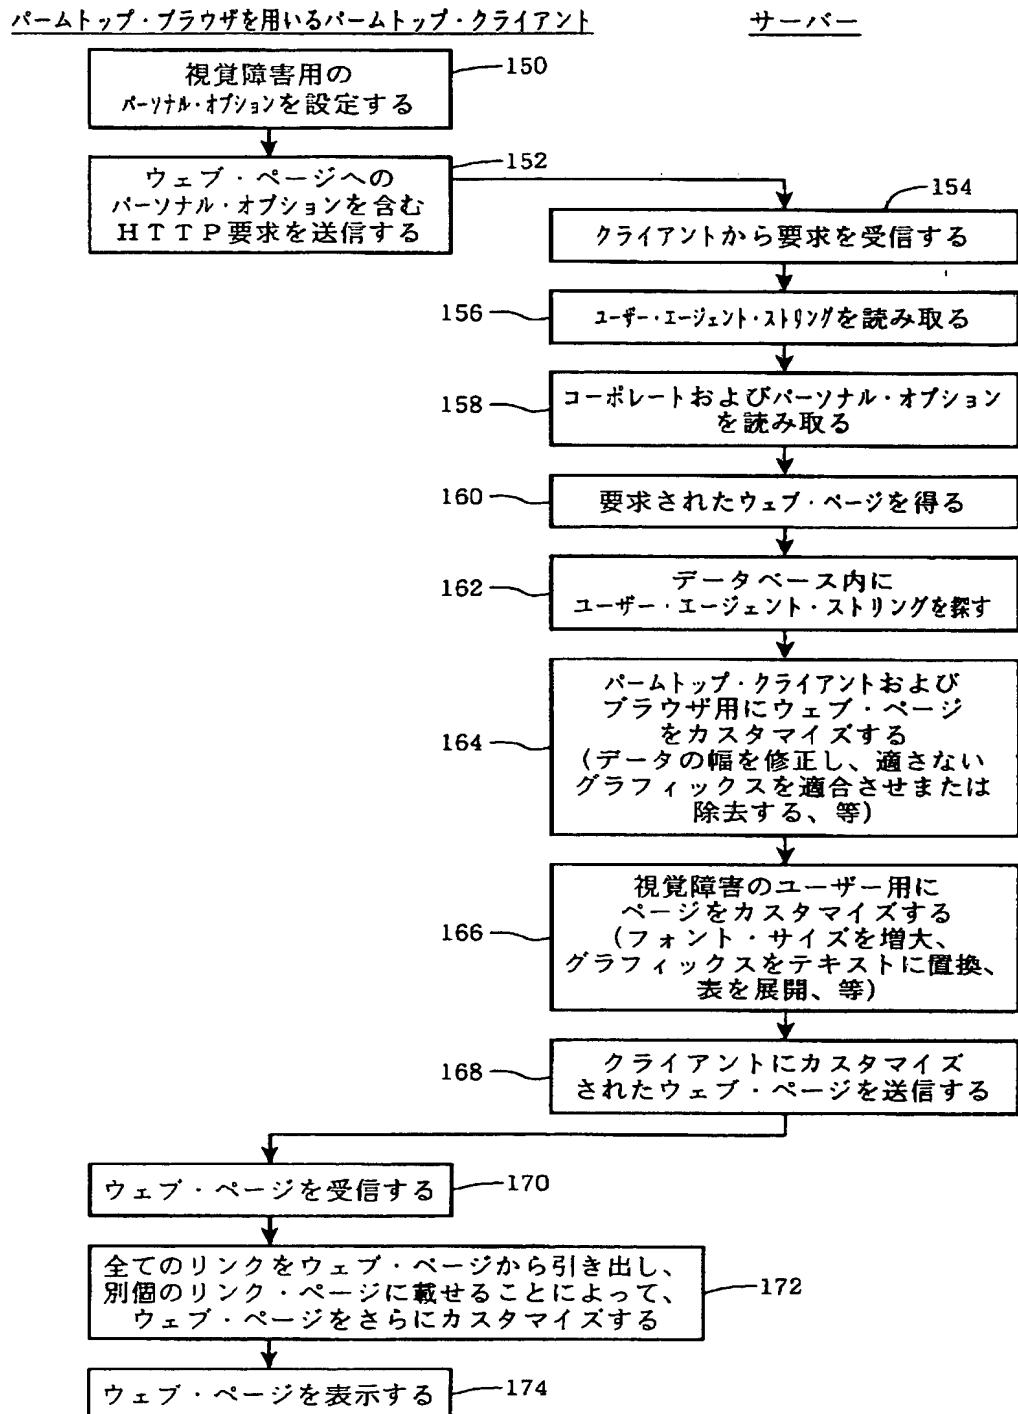 パームトップ・ブラウザを用いるパームトップ・クライアント
サーバー
視覚障害用の
パーソナル・オプションを設定する
150
ウェブ・ページへの
パーソナル・オプションを含む
HTTP要求を送信する
152
154
クライアントから要求を受信する
156
ユーザー・エージェント・ストリングを読み取る
158
コーポレートおよびパーソナル・オプション
を読み取る
160
要求されたウェブ・ページを得る
162
データベース内に
ユーザー・エージェント・ストリングを探す
164
パームトップ・クライアントおよび
ブラウザ用にウェブ・ページ
をカスタマイズする
(データの幅を修正し、適さない
グラフィックスを適合させまたは
除去する、等)
166
視覚障害のユーザー用に
ページをカスタマイズする
(フォント・サイズを増大、
グラフィックスをテキストに置換、
表を展開、等)
168
クライアントにカスタマイズ
されたウェブ・ページを送信する
ウェブ・ページを受信する
170
全てのリンクをウェブ・ページから引き出し、
別個のリンク・ページに載せることによって、
ウェブ・ページをさらにカスタマイズする
172
ウェブ・ページを表示する
174